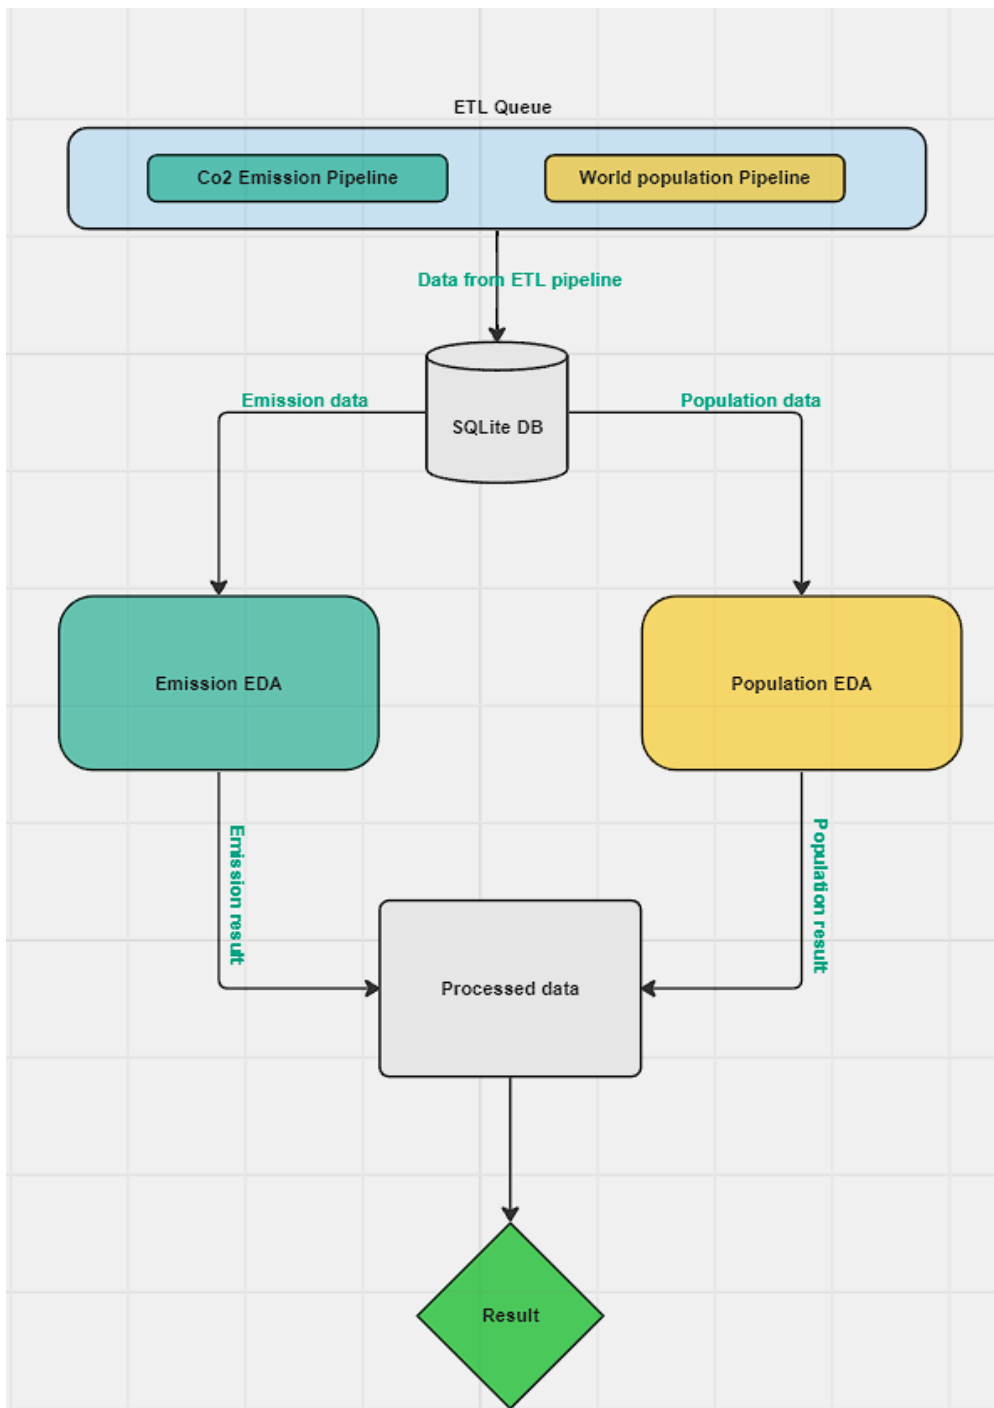 ETL Queue
Co2 Emission Pipeline
World population Pipeline
Data from ETL pipeline
Emission data
Population data
SQLite DB
Emission EDA
Population EDA
Emission result
Population result
Processed data
Result